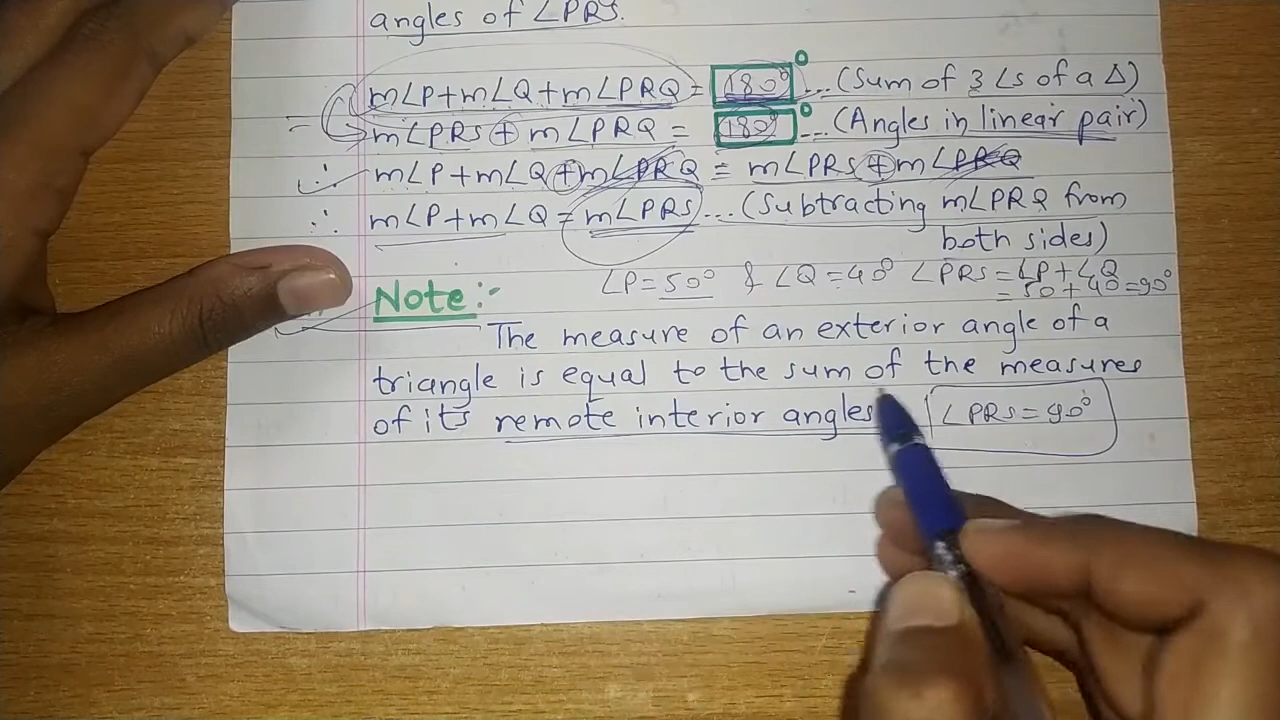 angles of ∠PRS.
m∠P+m∠Q+m∠PRQ = 180° ...(Sum of 3 ∠s of a Δ)
= m∠PRS + m∠PRQ = 180° ...(Angles in linear pair)
∴ m∠P+m∠Q+m∠PRQ = m∠PRS+m∠PRQ
∴ m∠P+m∠Q = m∠PRS ...(Subtracting m∠PRQ from
both sides)
∠P=50° & ∠Q=40° ∠PRS=∠P+∠Q
=50+40=90°
Note:-
The measure of an exterior angle of a
triangle is equal to the sum of the measures
of its remote interior angles ∠PRS=90°